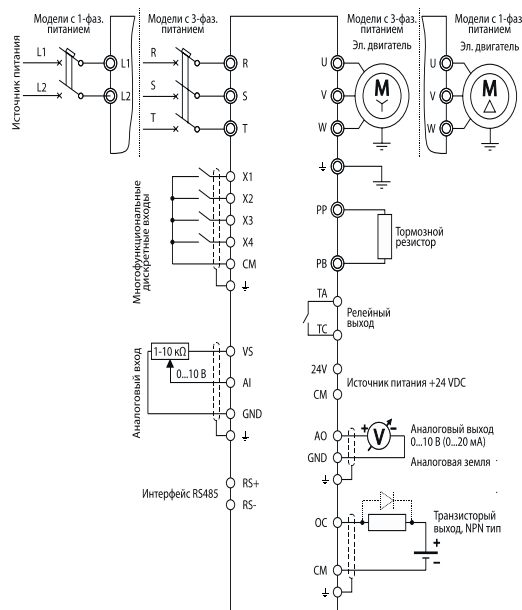 Модели с 1-фаз.
питанием
Модели с 3-фаз.
питанием
Модели с 3-фаз.
питанием
Модели с 1-фаз.
питанием
Эл. двигатель
Эл. двигатель
Источник питания
L1
L2
L1
L2
R
S
T
R
S
T
U
V
W
M
U
V
W
M
Многофункциональные
дискретные входы
X1
X2
X3
X4
CM
PP
PB
Тормозной
резистор
TA
TC
Релейный
выход
Аналоговый вход
1-10 кΩ
0...10 В
VS
AI
GND
24V
CM
Источник питания +24 VDC
AO
GND
+
V
-
Аналоговый выход
0...10 В (0...20 мА)
Аналоговая земля
Интерфейс RS485
RS+
RS-
OC
CM
Транзисторый
выход, NPN тип
+
-